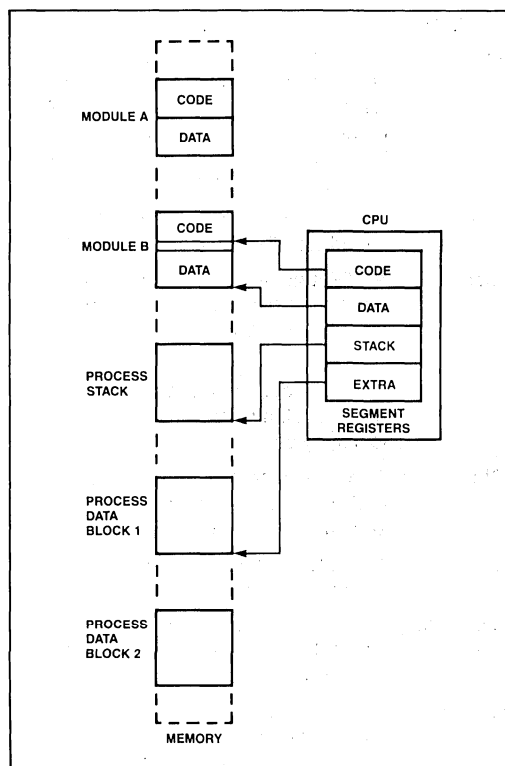 MODULE A
CODE
DATA
MODULE B
CODE
DATA
CPU
CODE
DATA
STACK
EXTRA
SEGMENT
REGISTERS
PROCESS
STACK
PROCESS
DATA
BLOCK 1
PROCESS
DATA
BLOCK 2
MEMORY